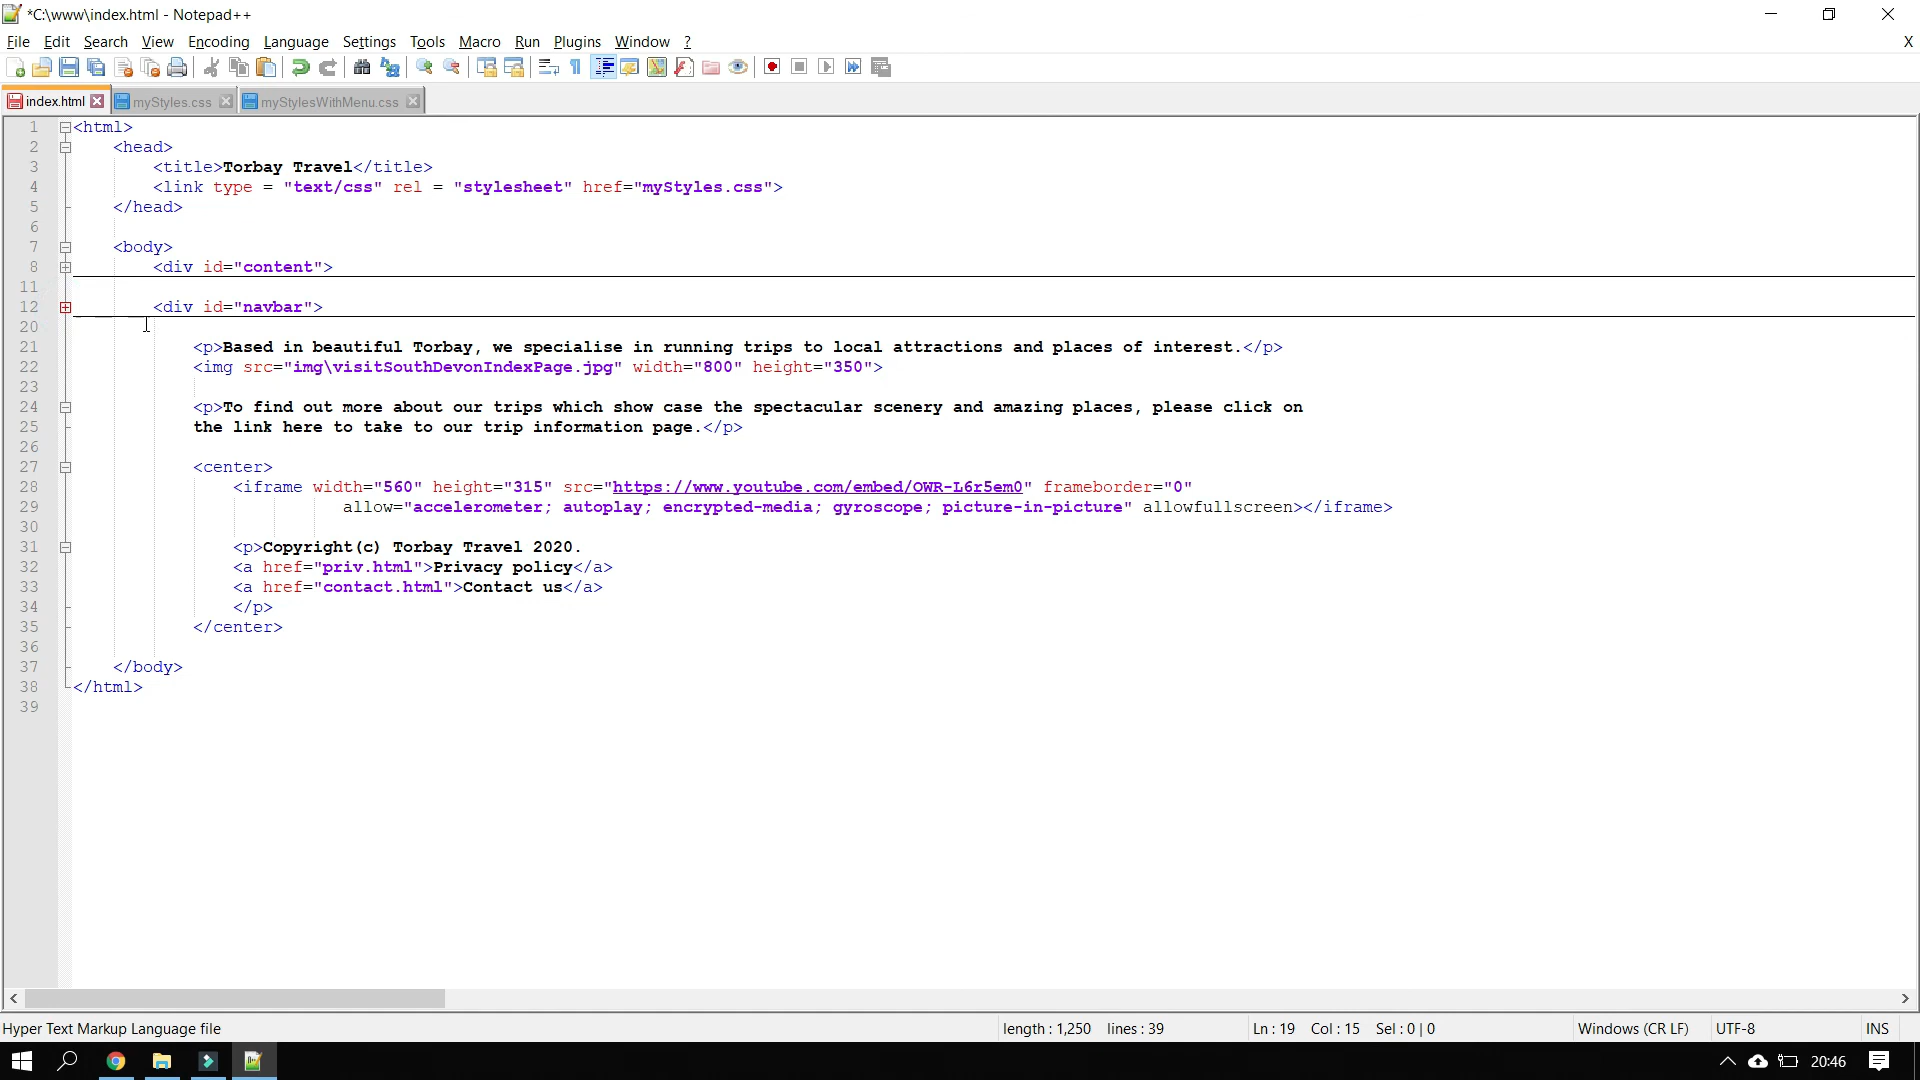 *C:\www\index.html - Notepad++
File Edit Search View Encoding Language Settings Tools Macro Run Plugins Window ? X
index.html myStyles.css myStylesWithMenu.css
1 <html>
2 <head>
3 <title>Torbay Travel</title>
4 <link type = "text/css" rel = "stylesheet" href="myStyles.css">
5 </head>
6
7 <body>
8 <div id="content">
11
12 <div id="navbar">
20
21 <p>Based in beautiful Torbay, we specialise in running trips to local attractions and places of interest.</p>
22 <img src="img\visitSouthDevonIndexPage.jpg" width="800" height="350">
23
24 <p>To find out more about our trips which show case the spectacular scenery and amazing places, please click on
25 the link here to take to our trip information page.</p>
26
27 <center>
28 <iframe width="560" height="315" src="https://www.youtube.com/embed/OWR-L6r5em0" frameborder="0"
29 allow="accelerometer; autoplay; encrypted-media; gyroscope; picture-in-picture" allowfullscreen></iframe>
30
31 <p>Copyright(c) Torbay Travel 2020.
32 <a href="priv.html">Privacy policy</a>
33 <a href="contact.html">Contact us</a>
34 </p>
35 </center>
36
37 </body>
38 </html>
39
Hyper Text Markup Language file length : 1,250 lines : 39 Ln : 19 Col : 15 Sel : 0 | 0 Windows (CR LF) UTF-8 INS
20:46